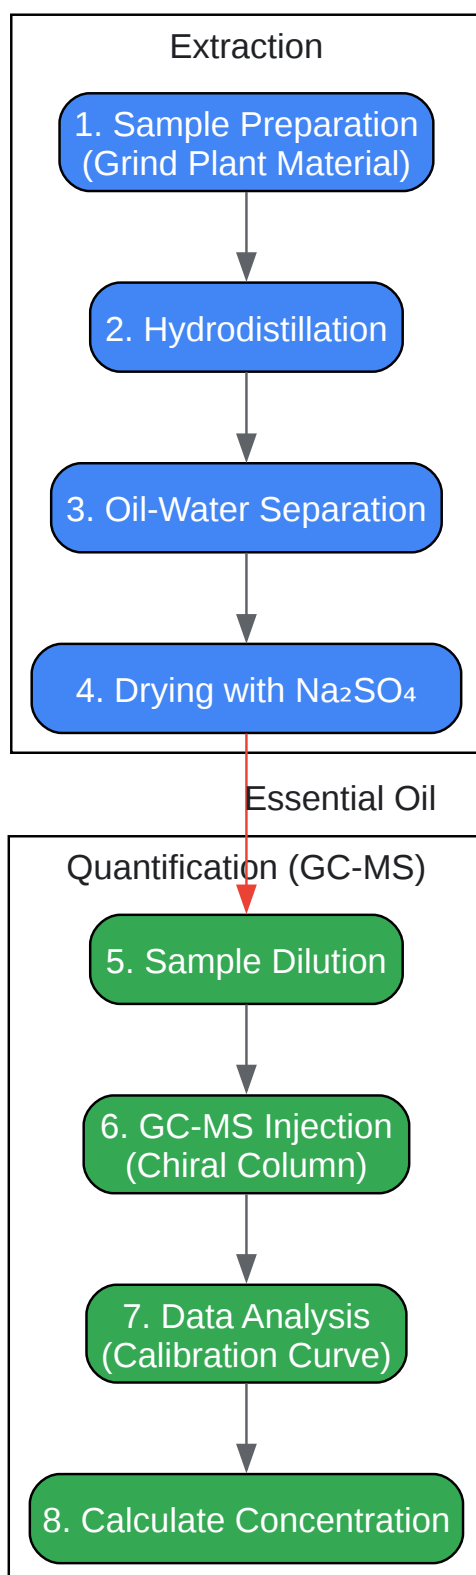 Extraction
1. Sample Preparation
(Grind Plant Material)
2. Hydrodistillation
3. Oil-Water Separation
4. Drying with Na₂SO₄
Essential Oil
Quantification (GC-MS)
5. Sample Dilution
6. GC-MS Injection
(Chiral Column)
7. Data Analysis
(Calibration Curve)
8. Calculate Concentration